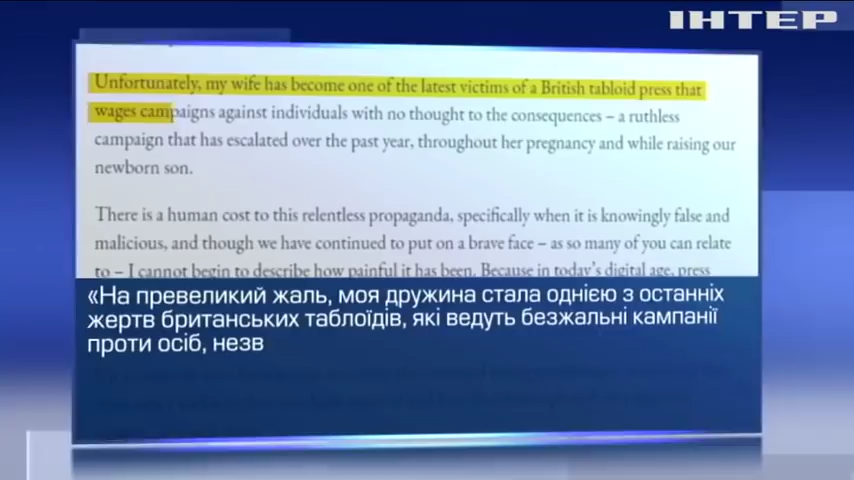 ІНТЕР
Unfortunately, my wife has become one of the latest victims of a British tabloid press that
wages campaigns against individuals with no thought to the consequences – a ruthless
campaign that has escalated over the past year, throughout her pregnancy and while raising our
newborn son.
There is a human cost to this relentless propaganda, specifically when it is knowingly false and
malicious, and though we have continued to put on a brave face – as so many of you can relate
to – I cannot begin to describe how painful it has been. Because in today's digital age, press
«На превеликий жаль, моя дружина стала однією з останніх
жертв британських таблоїдів, які ведуть безжальні кампанії
проти осіб, незв